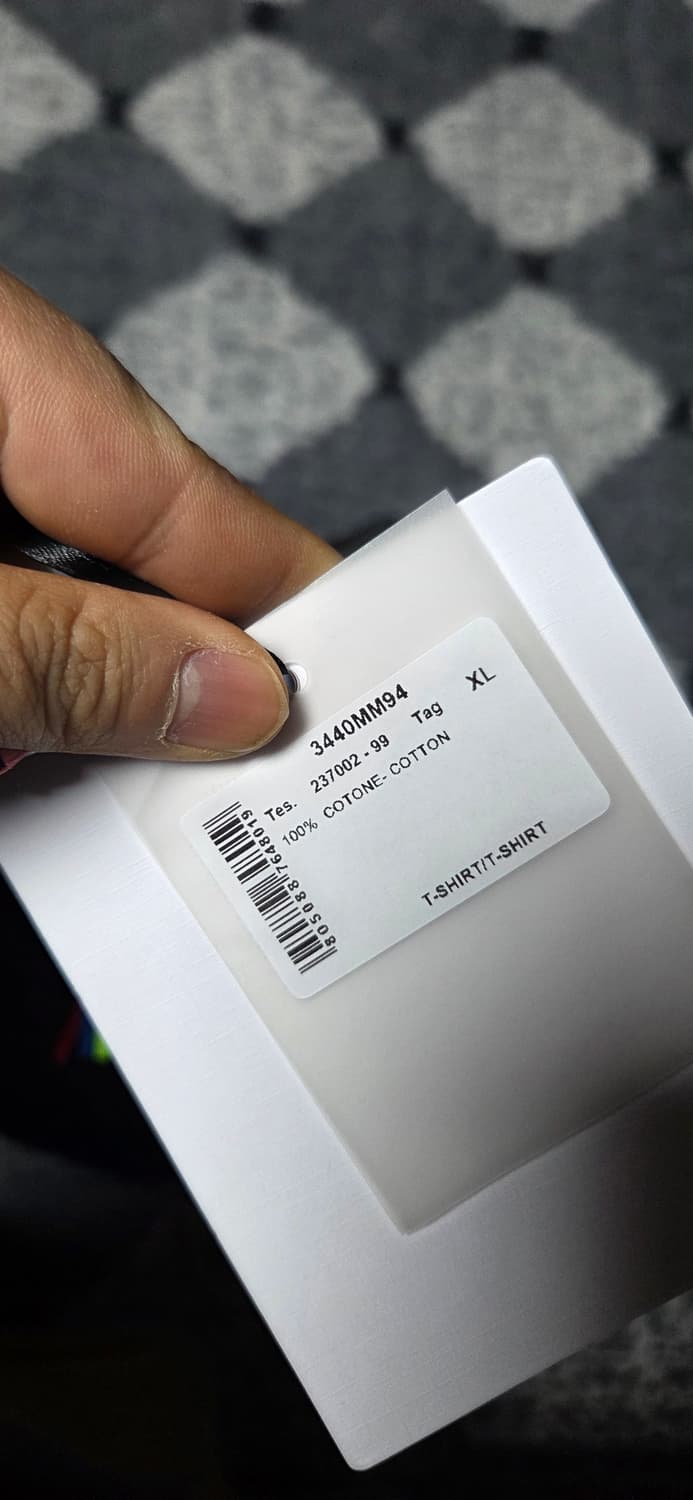 3440MM94
Tes. 237002 - 99 Tag XL
100% COTONE- COTTON
T-SHIRT/T-SHIRT
8050887648019